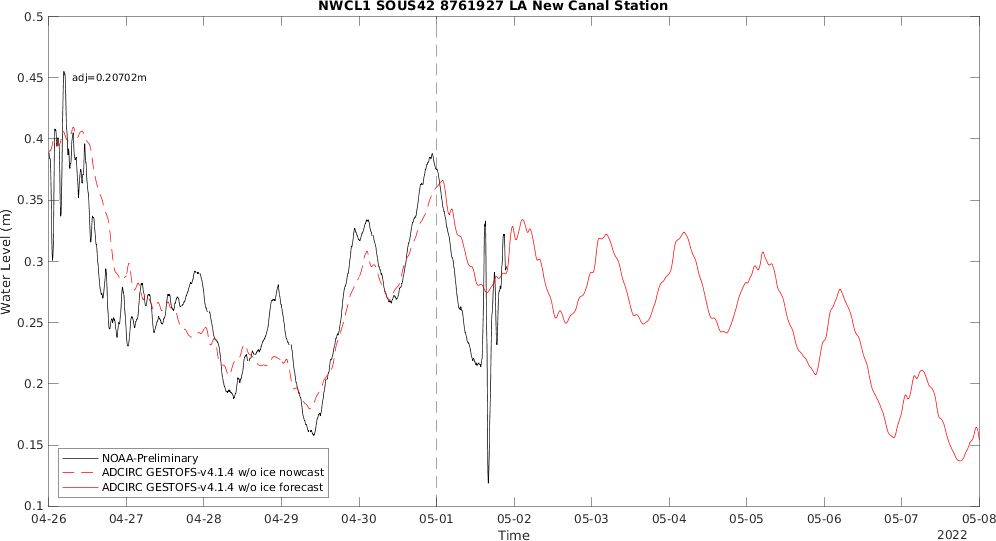 NWCL1 SOUS42 8761927 LA New Canal Station
0.5
0.45
0.4
0.35
0.3
0.25
0.2
0.15
0.1
Water Level (m)
adj=0.20702m
NOAA-Preliminary
ADCIRC GESTOFS-v4.1.4 w/o ice nowcast
ADCIRC GESTOFS-v4.1.4 w/o ice forecast
04-26 04-27 04-28 04-29 04-30 05-01 05-02 05-03 05-04 05-05 05-06 05-07 05-08
Time
2022